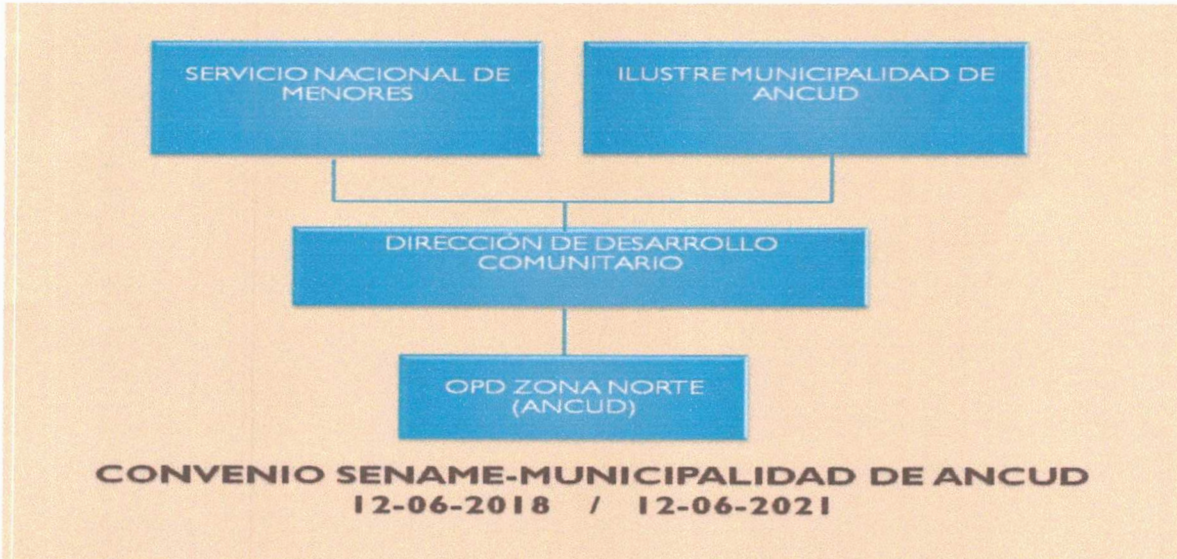 SERVICIO NACIONAL DE
MENORES
ILUSTRE MUNICIPALIDAD DE
ANCUD
DIRECCIÓN DE DESARROLLO
COMUNITARIO
OPD ZONA NORTE
(ANCUD)
CONVENIO SENAME-MUNICIPALIDAD DE ANCUD
12-06-2018 / 12-06-2021